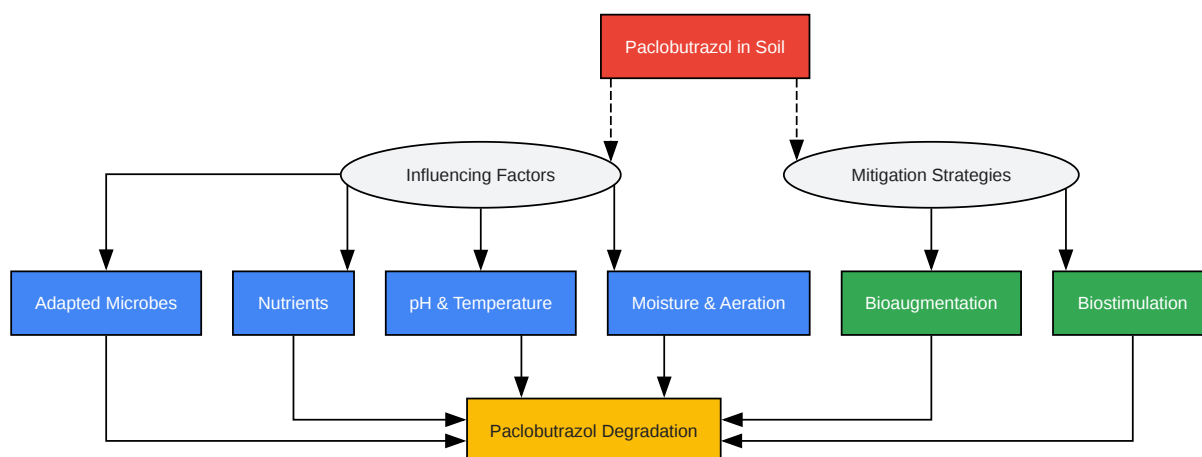 Paclobutrazol in Soil
Influencing Factors
Mitigation Strategies
Adapted Microbes
Nutrients
pH & Temperature
Moisture & Aeration
Bioaugmentation
Biostimulation
Paclobutrazol Degradation